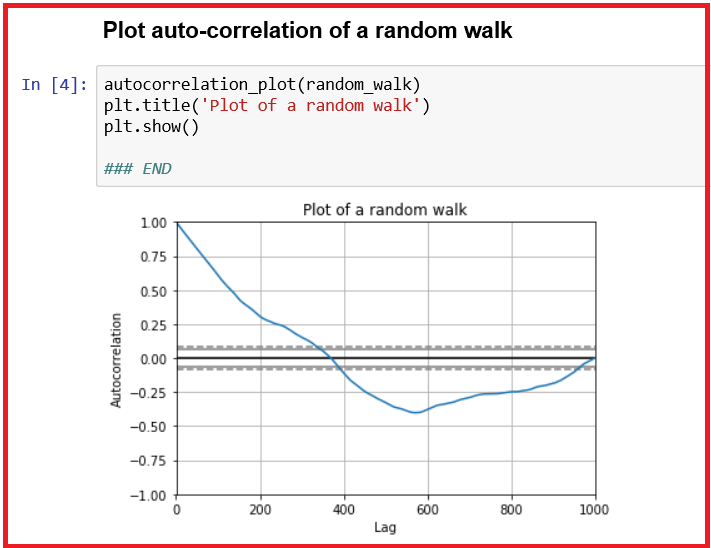 Plot auto-correlation of a random walk
In [4]:
autocorrelation_plot(random_walk)
plt.title('Plot of a random walk')
plt.show()
### END
Plot of a random walk
1.00
0.75
0.50
0.25
0.00
−0.25
−0.50
−0.75
−1.00
Autocorrelation
0 200 400 600 800 1000
Lag